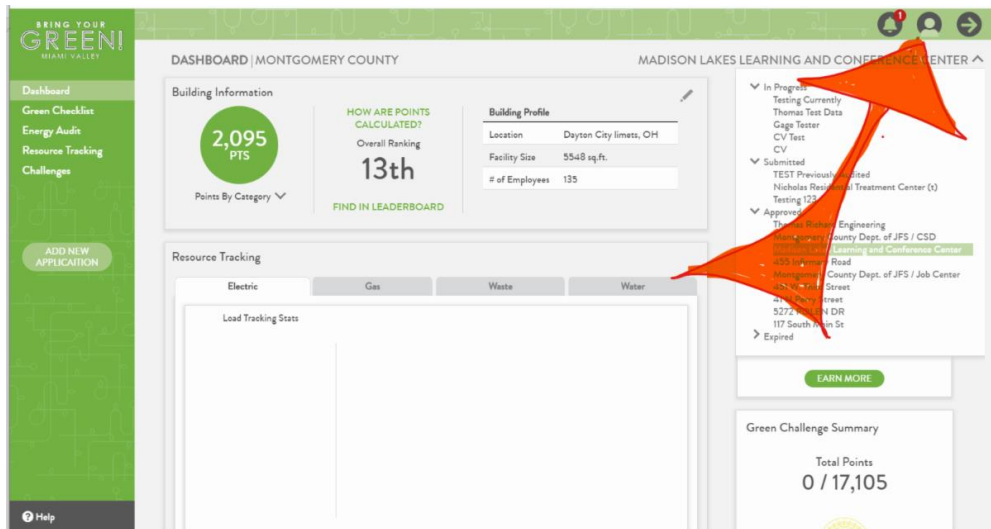 BRING YOUR
GREEN!
MIAMI VALLEY
1
DASHBOARD | MONTGOMERY COUNTY
MADISON LAKES LEARNING AND CONFERENCE CENTER
Dashboard
Green Checklist
Energy Audit
Resource Tracking
Challenges
ADD NEW
APPLICATION
Help
Building Information
2,095
PTS
Points By Category
HOW ARE POINTS
CALCULATED?
Overall Ranking
13th
FIND IN LEADERBOARD
Building Profile
Location Dayton City limets, OH
Facility Size 5548 sq.ft.
# of Employees 135
Resource Tracking
Electric Gas Waste Water
Load Tracking Stats
In Progress
Testing Currently
Thomas Test Data
Gage Tester
CV Test
CV
Submitted
TEST Previously Audited
Nicholas Residential Treatment Center (t)
Testing 123
Approved
Thomas Richard Engineering
Montgomery County Dept. of JFS / CSD
Learning and Conference Center
Road
Montgomery County Dept. of JFS / Job Center
Street
Street
5272 DR
117 South Main St
Expired
EARN MORE
Green Challenge Summary
Total Points
0 / 17,105